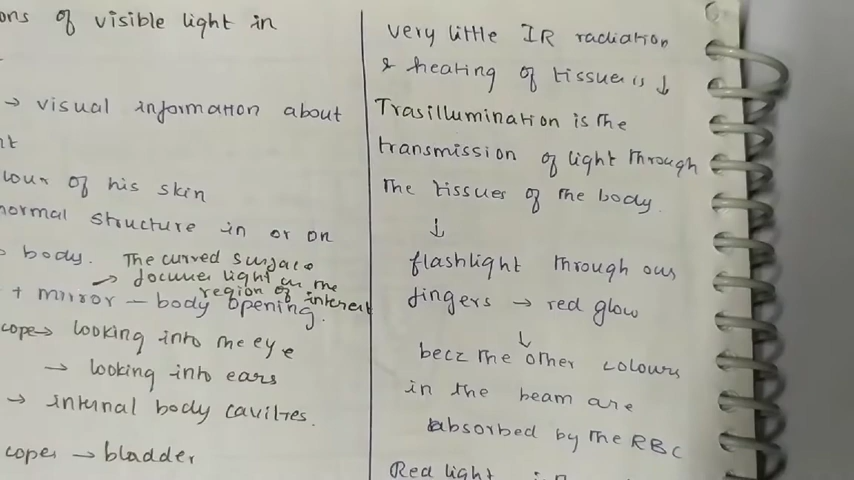 ons of visible light in
→ visual information about
nt
lour of his skin
normal structure in or on
body. The curved surface
→ focuses light in the
region of interest
+ mirror – body opening.
cope → looking into the eye
→ looking into ears
→ internal body cavities.
copes → bladder
very little IR radiation
& heating of tissue is ↓
Trasillumination is the
transmission of light through
the tissues of the body.
↓
flashlight through our
fingers → red glow
↓
becz the other colours
in the beam are
absorbed by the RBC
Red light